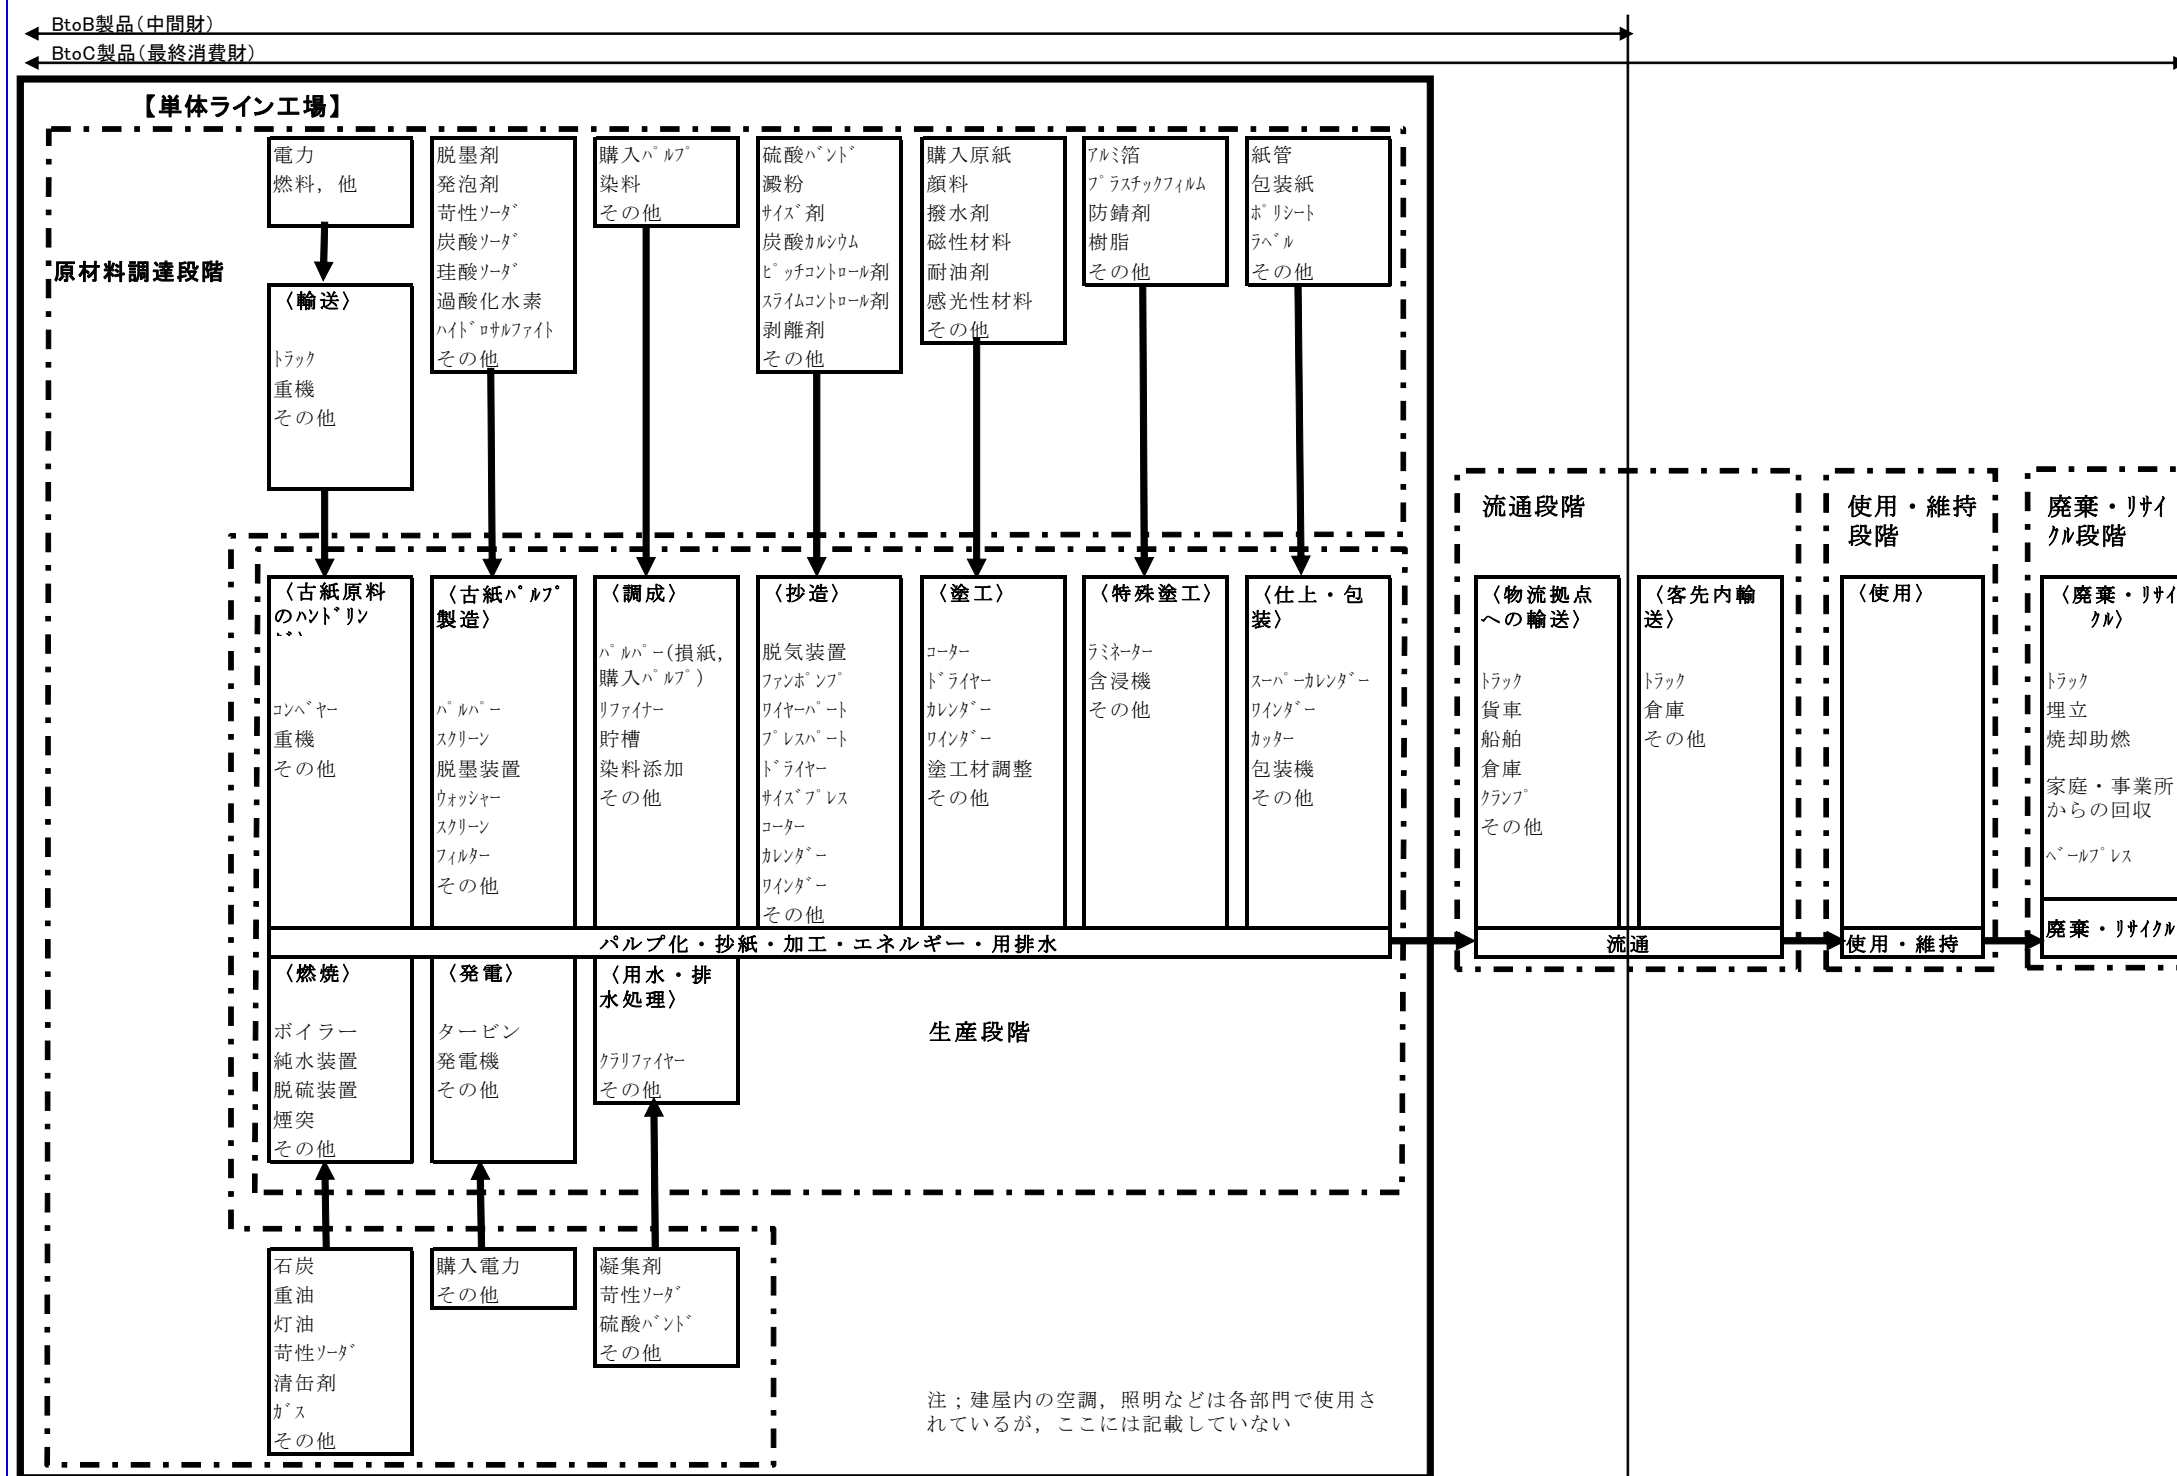 BtoB製品(中間財)
BtoC製品(最終消費財)
【単体ライン工場】
原材料調達段階
電力
燃料，他
脱墨剤
発泡剤
苛性ｿｰﾀﾞ
炭酸ｿｰﾀﾞ
珪酸ｿｰﾀﾞ
過酸化水素
ﾊｲﾄﾞﾛｻﾙﾌｧｲﾄ
その他
購入ﾊﾟﾙﾌﾟ
染料
その他
硫酸ﾊﾞﾝﾄﾞ
澱粉
ｻｲｽﾞ剤
炭酸ｶﾙｼｳﾑ
ﾋﾟｯﾁｺﾝﾄﾛｰﾙ剤
ｽﾗｲﾑｺﾝﾄﾛｰﾙ剤
剥離剤
その他
購入原紙
顔料
撥水剤
磁性材料
耐油剤
感光性材料
その他
ｱﾙﾐ箔
ﾌﾟﾗｽﾁｯｸﾌｨﾙﾑ
防錆剤
樹脂
その他
紙管
包装紙
ﾎﾟﾘｼｰﾄ
ﾗﾍﾞﾙ
その他
〈輸送〉
ﾄﾗｯｸ
重機
その他
〈古紙原料
のﾊﾝﾄﾞﾘﾝ
〈古紙ﾊﾟﾙﾌﾟ
製造〉
〈調成〉
〈抄造〉
〈塗工〉
〈特殊塗工〉
〈仕上・包
装〉
ｺﾝﾍﾞﾔｰ
重機
その他
ﾊﾟﾙﾊﾟｰ
ｽｸﾘｰﾝ
脱墨装置
ｳｫｯｼｬｰ
ｽｸﾘｰﾝ
ﾌｨﾙﾀｰ
その他
ﾊﾟﾙﾊﾟｰ(損紙，
購入ﾊﾟﾙﾌﾟ)
ﾘﾌｧｲﾅｰ
貯槽
染料添加
その他
脱気装置
ﾌｧﾝﾎﾟﾝﾌﾟ
ﾜｲﾔｰﾊﾟｰﾄ
ﾌﾟﾚｽﾊﾟｰﾄ
ﾄﾞﾗｲﾔｰ
ｻｲｽﾞﾌﾟﾚｽ
ｺｰﾀｰ
ｶﾚﾝﾀﾞｰ
ﾜｲﾝﾀﾞｰ
その他
ｺｰﾀｰ
ﾄﾞﾗｲﾔｰ
ｶﾚﾝﾀﾞｰ
ﾜｲﾝﾀﾞｰ
塗工材調整
その他
ﾗﾐﾈｰﾀｰ
含浸機
その他
ｽｰﾊﾟｰｶﾚﾝﾀﾞｰ
ﾜｲﾝﾀﾞｰ
ｶｯﾀｰ
包装機
その他
パルプ化・抄紙・加工・エネルギー・用排水
〈燃焼〉
ボイラー
純水装置
脱硫装置
煙突
その他
〈発電〉
タービン
発電機
その他
〈用水・排
水処理〉
ｸﾗﾘﾌｧｲﾔｰ
その他
生産段階
石炭
重油
灯油
苛性ｿｰﾀﾞ
清缶剤
ｶﾞｽ
その他
購入電力
その他
凝集剤
苛性ｿｰﾀﾞ
硫酸ﾊﾞﾝﾄﾞ
その他
注；建屋内の空調，照明などは各部門で使用さ
れているが，ここには記載していない
流通段階
〈物流拠点
への輸送〉
ﾄﾗｯｸ
貨車
船舶
倉庫
ｸﾗﾝﾌﾟ
その他
〈客先内輸
送〉
ﾄﾗｯｸ
倉庫
その他
流通
使用・維持
段階
〈使用〉
使用・維持
廃棄・ﾘｻｲ
ｸﾙ段階
〈廃棄・ﾘｻｲ
ｸﾙ〉
ﾄﾗｯｸ
埋立
焼却助燃
家庭・事業所
からの回収
ﾍﾞｰﾙﾌﾟﾚｽ
廃棄・ﾘｻｲｸﾙ